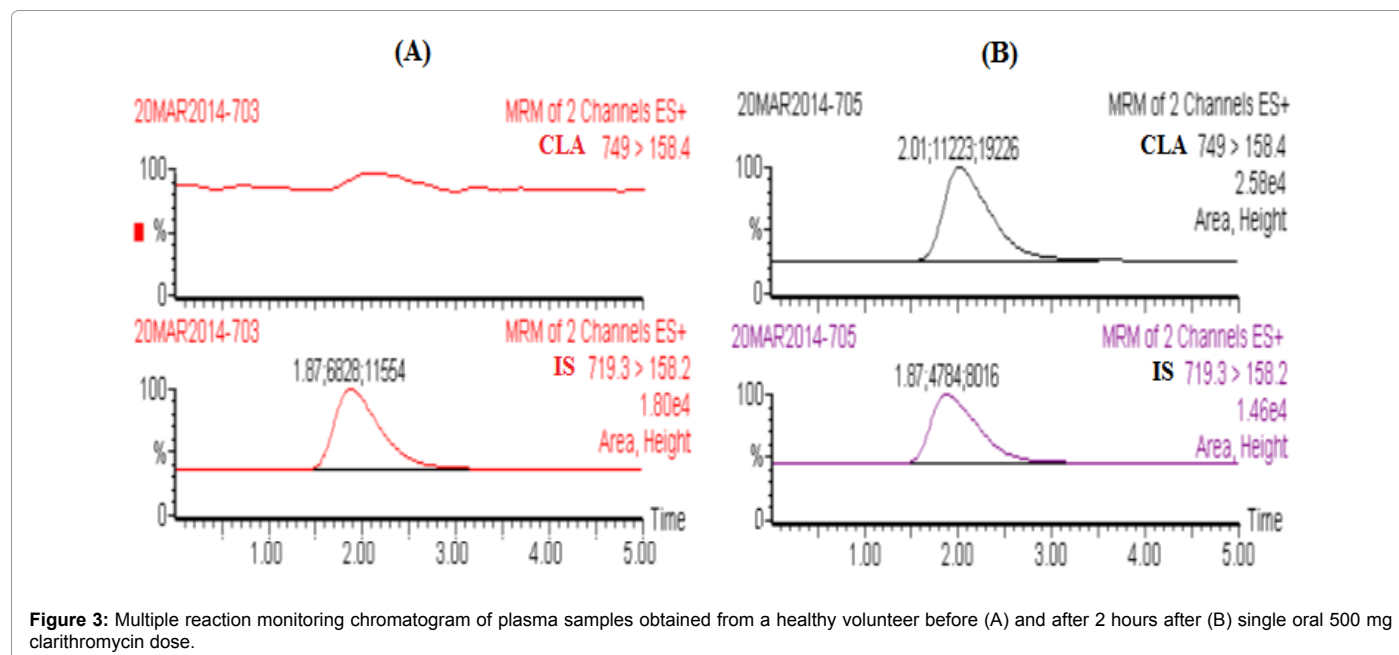 (A)
20MAR2014-703
MRM of 2 Channels ES+
CLA 749 > 158.4
100
%
0
20MAR2014-703
MRM of 2 Channels ES+
IS 719.3 > 158.2
1.87;6828;11554
1.80e4
Area, Height
100
%
0
Time
1.00 2.00 3.00 4.00 5.00
(B)
20MAR2014-705
MRM of 2 Channels ES+
CLA 749 > 158.4
2.01;11223;19226
2.58e4
Area, Height
100
%
0
20MAR2014-705
MRM of 2 Channels ES+
IS 719.3 > 158.2
1.87;4784;8016
1.46e4
Area, Height
100
%
0
Time
1.00 2.00 3.00 4.00 5.00
Figure 3: Multiple reaction monitoring chromatogram of plasma samples obtained from a healthy volunteer before (A) and after 2 hours after (B) single oral 500 mg
clarithromycin dose.